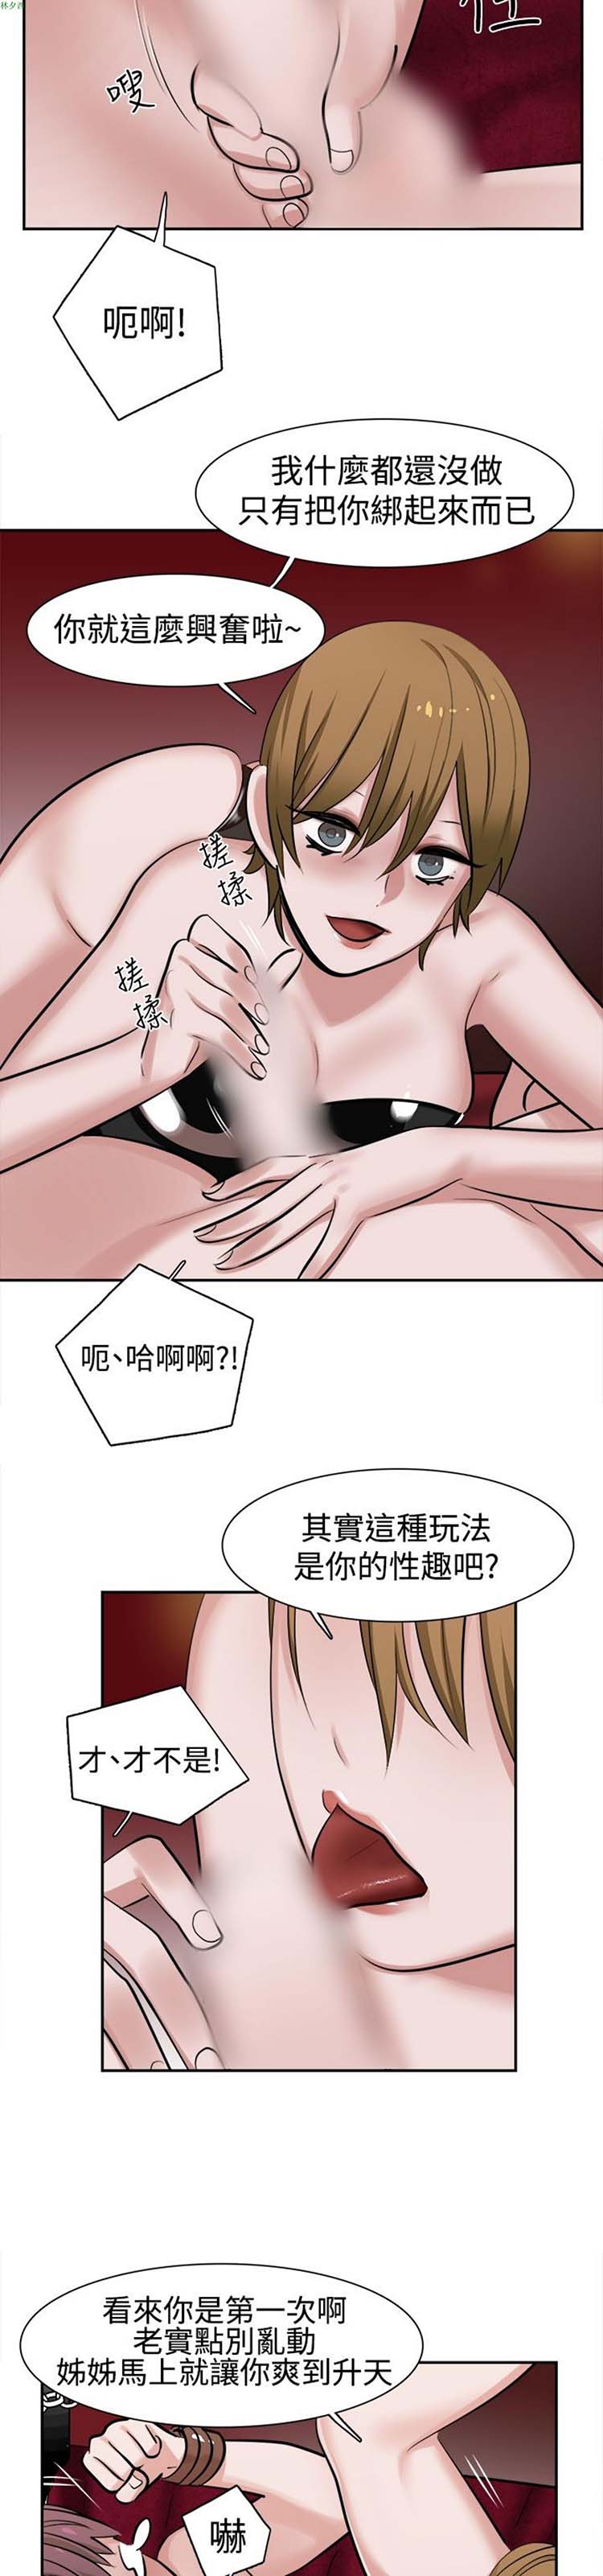 林夕
住
嗖
呃啊!
我什麼都還沒做
只有把你綁起來而已
你就這麼興奮啦~
搓揉
搓揉
呃、哈啊啊?!
其實這種玩法
是你的性趣吧?
才、才不是!
看來你是第一次啊
老實點別亂動
姊姊馬上就讓你爽到升天
嚇